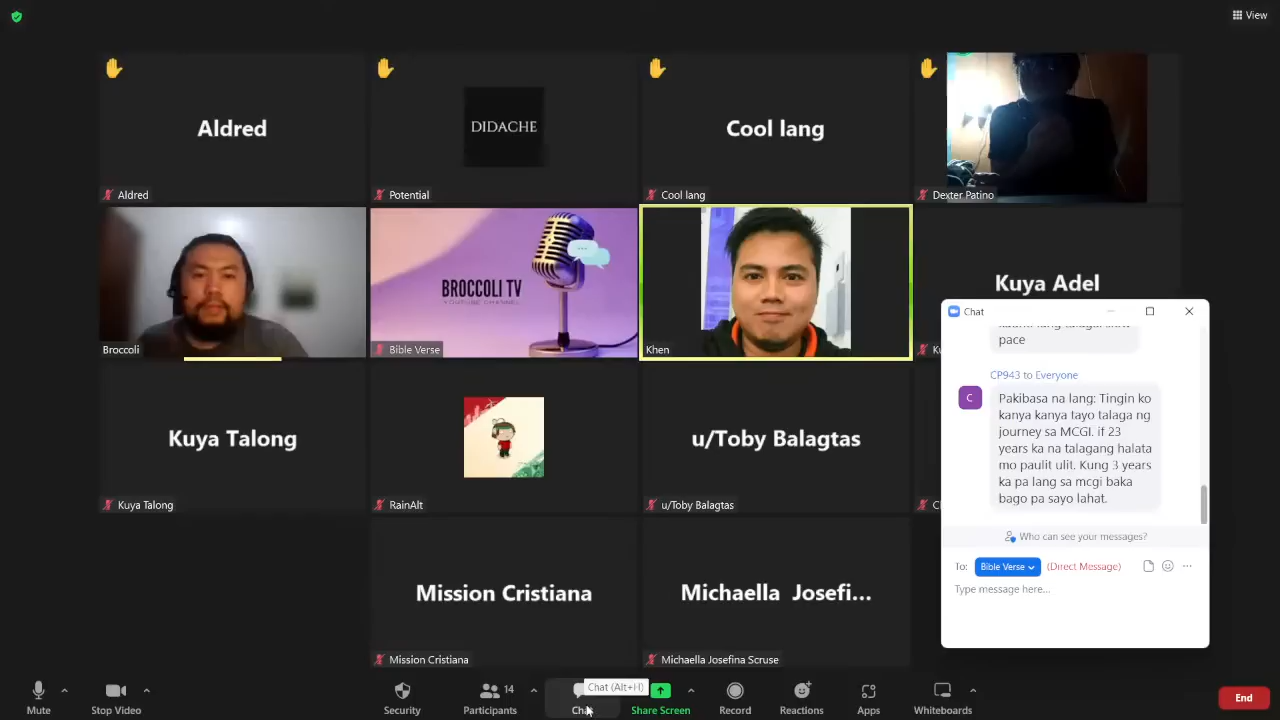 View
Aldred
DIDACHE
Cool lang
Aldred
Potential
Cool lang
Dexter Patino
BROCCOLI TV
YOUTUBE CHANNEL
Kuya Adel
Broccoli
Bible Verse
Khen
Chat
pace
CP943 to Everyone
C
Pakibasa na lang: Tingin ko
kanya kanya tayo talaga ng
journey sa MCGI. if 23
years ka na talagang halata
mo paulit ulit. Kung 3 years
ka pa lang sa mcgi baka
bago pa sayo lahat.
Who can see your messages?
To: Bible Verse (Direct Message)
Type message here...
Kuya Talong
u/Toby Balagtas
Kuya Talong
RainAlt
u/Toby Balagtas
Mission Cristiana
Michaella Josefi...
Mission Cristiana
Michaella Josefina Scruse
Chat (Alt+H)
14
Mute
Stop Video
Security
Participants
Chat
Share Screen
Record
Reactions
Apps
Whiteboards
End